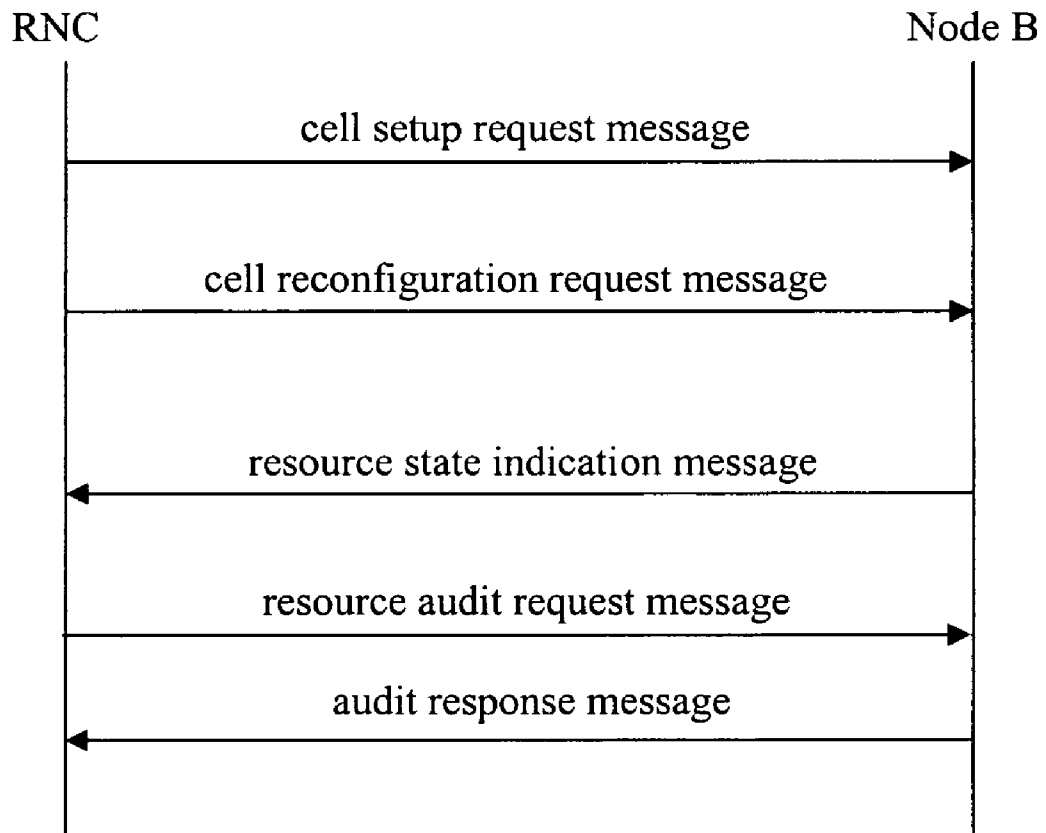 RNC
Node B
cell setup request message
cell reconfiguration request message
resource state indication message
resource audit request message
audit response message